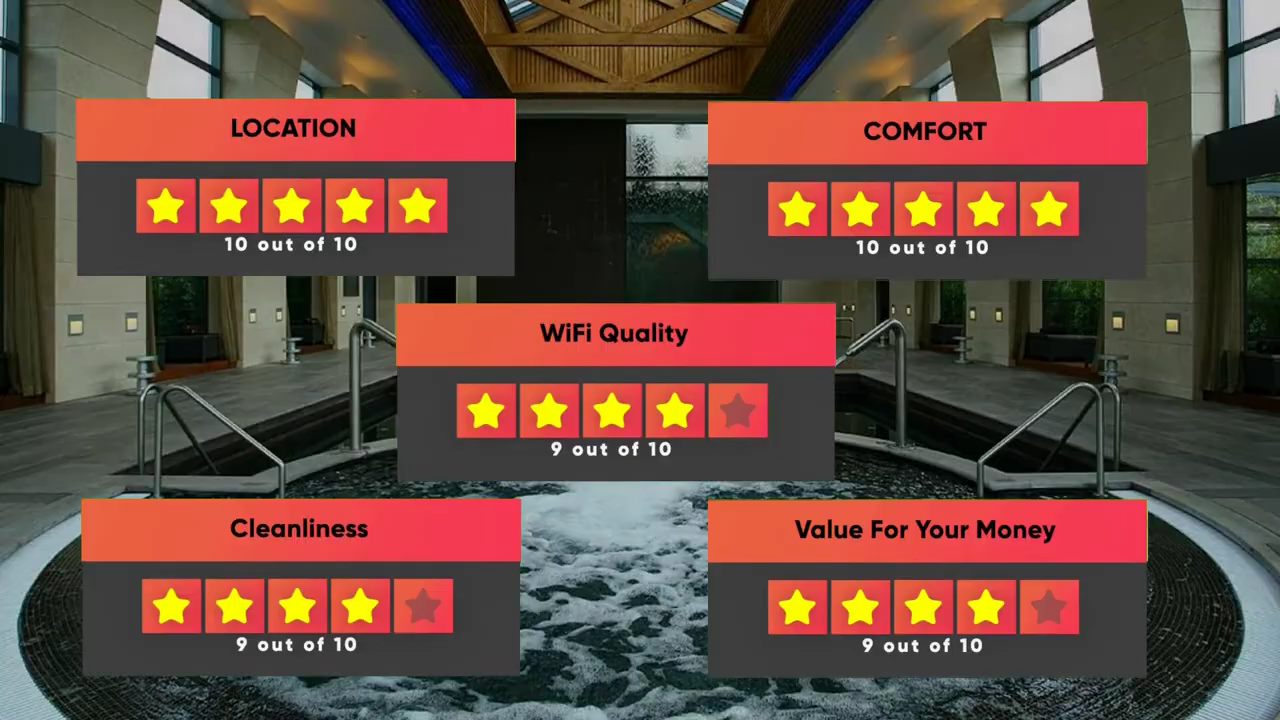 LOCATION
10 out of 10
COMFORT
10 out of 10
WiFi Quality
9 out of 10
Cleanliness
9 out of 10
Value For Your Money
9 out of 10